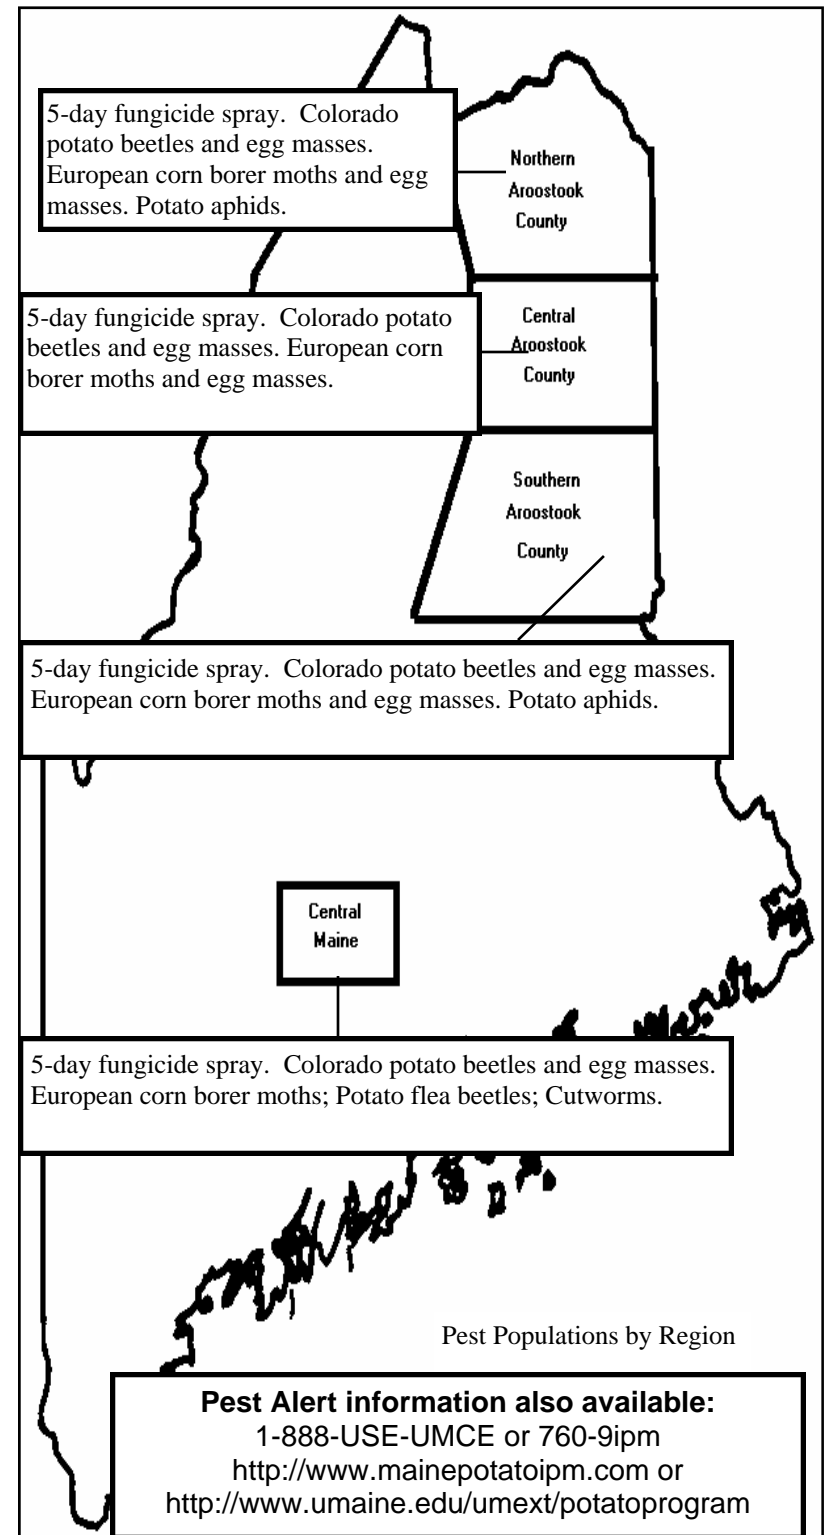 5-day fungicide spray.  Colorado
potato beetles and egg masses.
European corn borer moths and egg
masses. Potato aphids.
Northern
Aroostook
County
5-day fungicide spray.  Colorado potato
beetles and egg masses. European corn
borer moths and egg masses.
Central
Aroostook
County
Southern
Aroostook
County
5-day fungicide spray.  Colorado potato beetles and egg masses.
European corn borer moths and egg masses. Potato aphids.
Central
Maine
5-day fungicide spray.  Colorado potato beetles and egg masses.
European corn borer moths; Potato flea beetles; Cutworms.
Pest Populations by Region
Pest Alert information also available:
1-888-USE-UMCE or 760-9ipm
http://www.mainepotatoipm.com or
http://www.umaine.edu/umext/potatoprogram